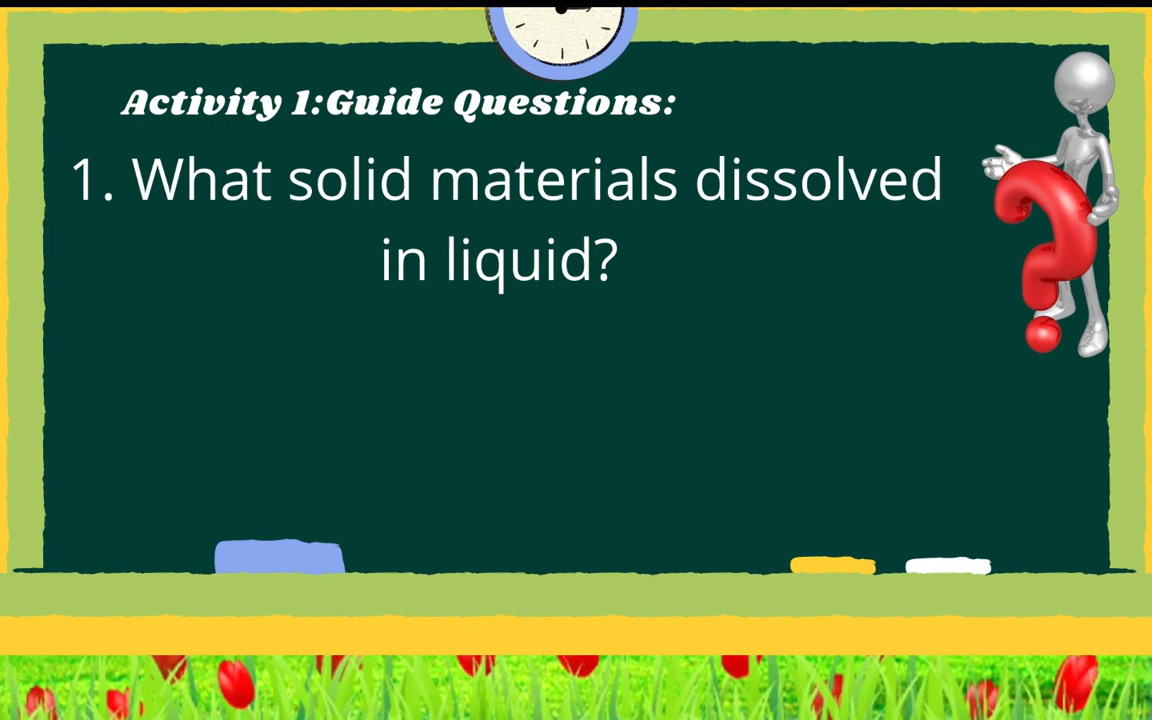 Activity 1:Guide Questions:
1. What solid materials dissolved
in liquid?